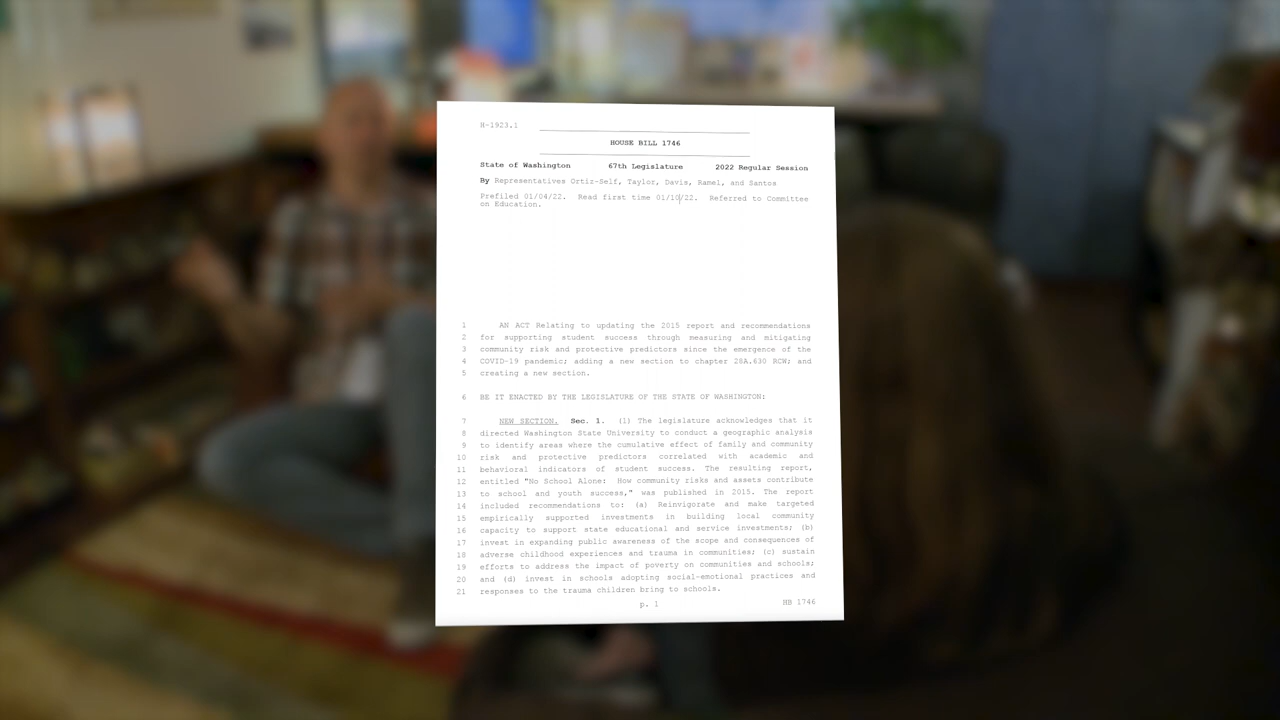 H-1923.1
HOUSE BILL 1746
State of Washington 67th Legislature 2022 Regular Session
By Representatives Ortiz-Self, Taylor, Davis, Ramel, and Santos
Prefiled 01/04/22. Read first time 01/10/22. Referred to Committee
on Education.
1 AN ACT Relating to updating the 2015 report and recommendations
2 for supporting student success through measuring and mitigating
3 community risk and protective predictors since the emergence of the
4 COVID-19 pandemic; adding a new section to chapter 28A.630 RCW; and
5 creating a new section.
6 BE IT ENACTED BY THE LEGISLATURE OF THE STATE OF WASHINGTON:
7 NEW SECTION. Sec. 1. (1) The legislature acknowledges that it
8 directed Washington State University to conduct a geographic analysis
9 to identify areas where the cumulative effect of family and community
10 risk and protective predictors correlated with academic and
11 behavioral indicators of student success. The resulting report,
12 entitled "No School Alone: How community risks and assets contribute
13 to school and youth success," was published in 2015. The report
14 included recommendations to: (a) Reinvigorate and make targeted
15 empirically supported investments in building local community
16 capacity to support state educational and service investments; (b)
17 invest in expanding public awareness of the scope and consequences of
18 adverse childhood experiences and trauma in communities; (c) sustain
19 efforts to address the impact of poverty on communities and schools;
20 and (d) invest in schools adopting social-emotional practices and
21 responses to the trauma children bring to schools.
p. 1 HB 1746